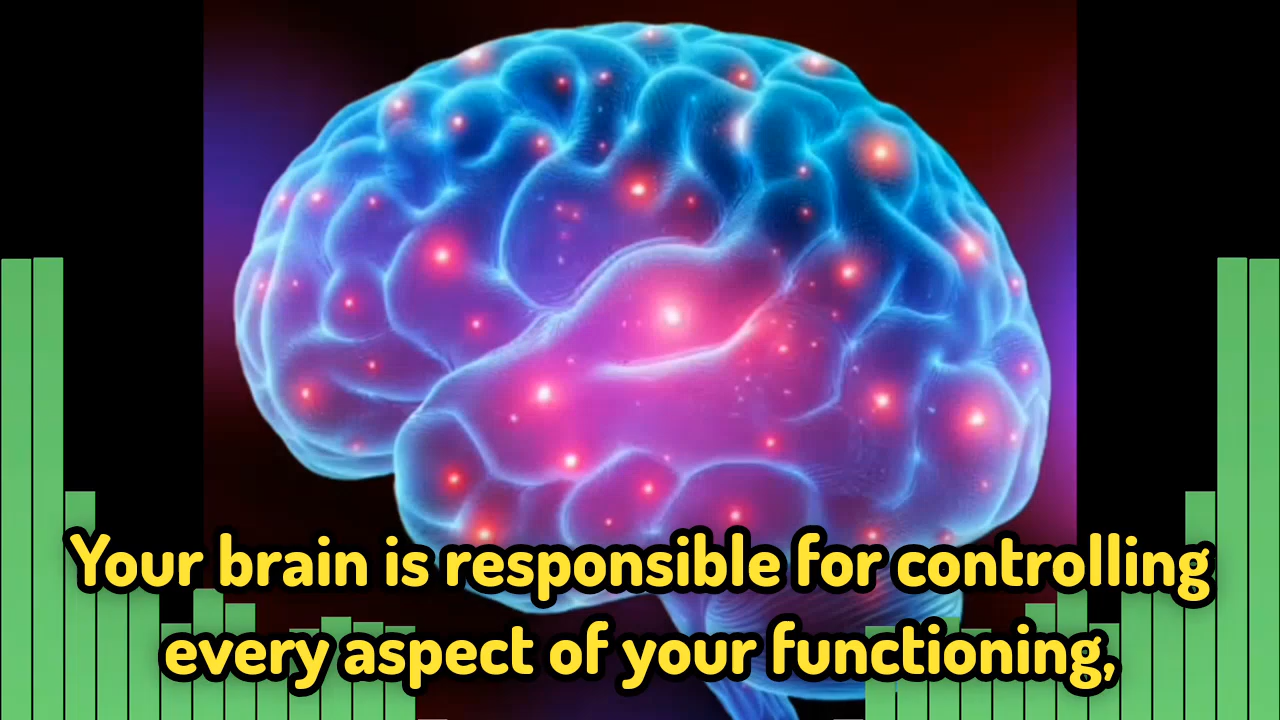 Your brain is responsible for controlling
every aspect of your functioning,